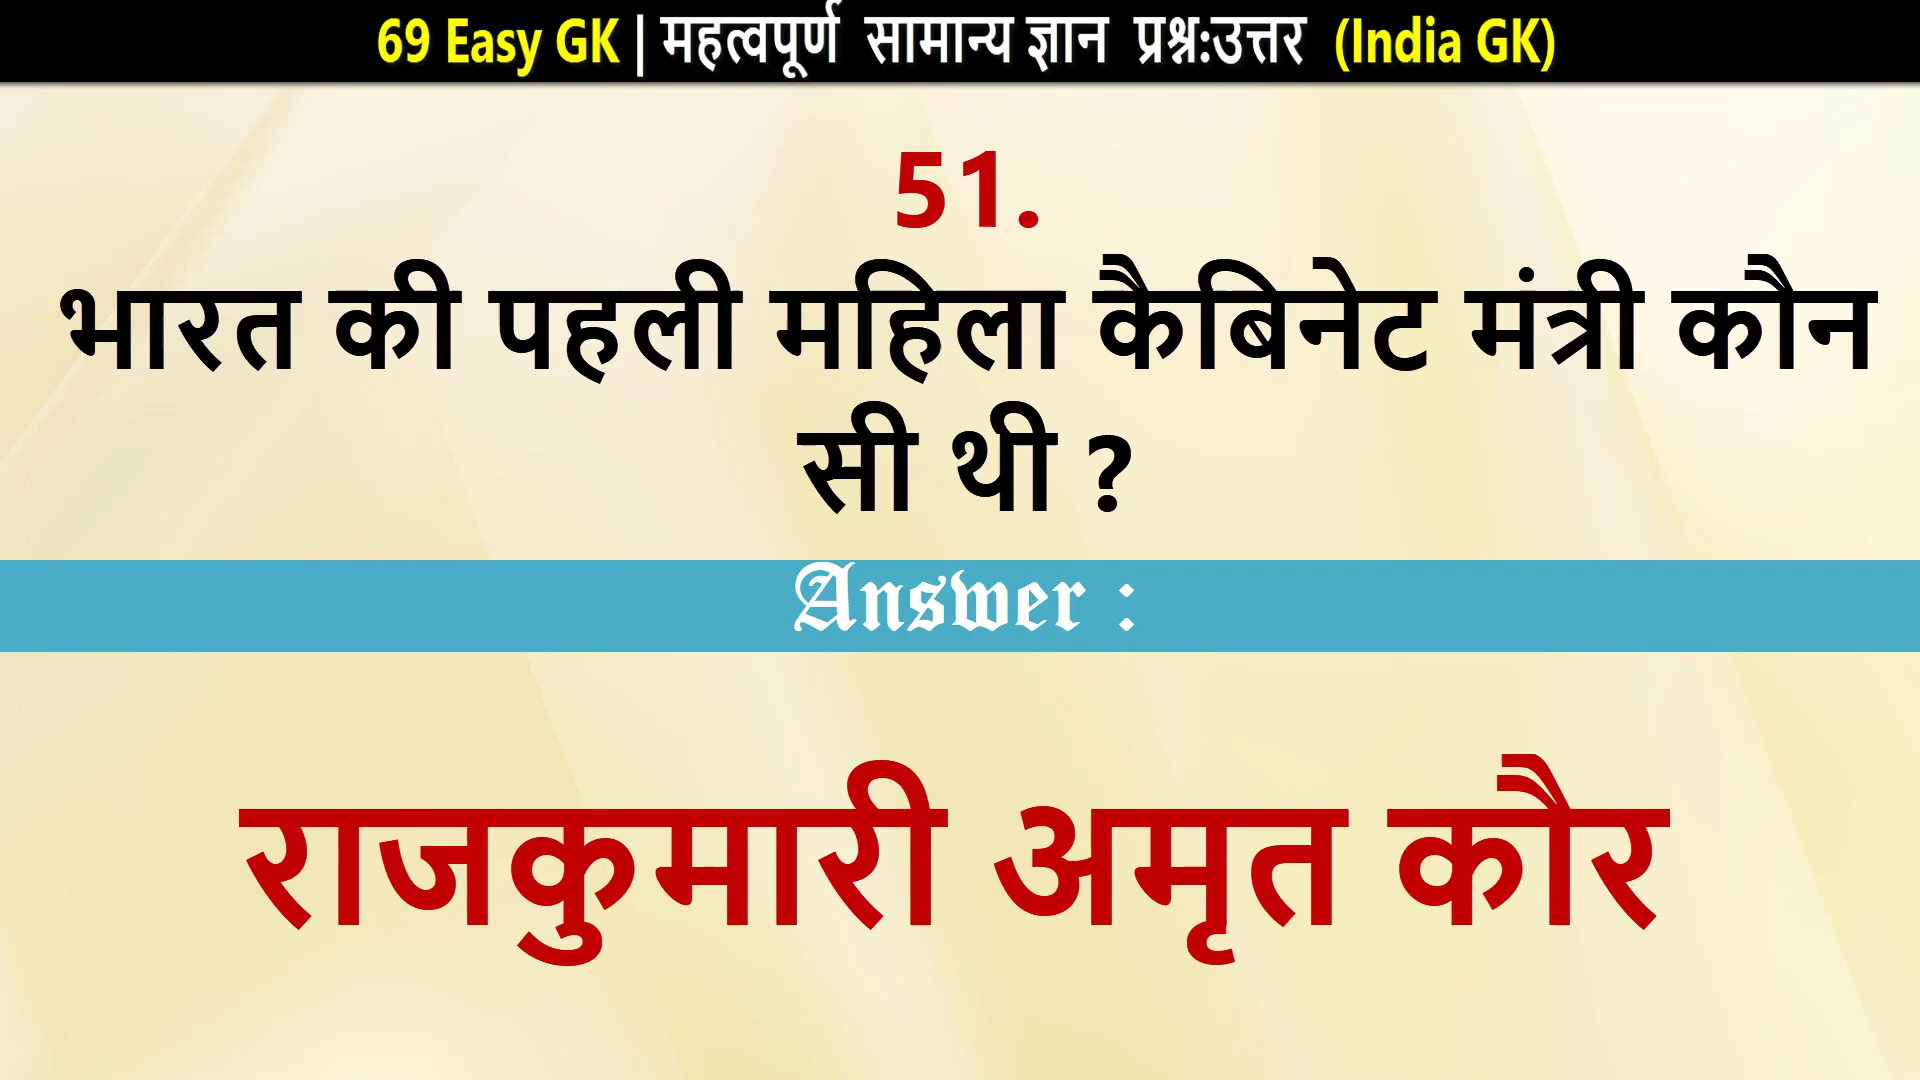 69 Easy GK | महत्वपूर्ण सामान्य ज्ञान प्रश्न:उत्तर (India GK)
51.
भारत की पहली महिला कैबिनेट मंत्री कौन
सी थी ?
Answer :
राजकुमारी अमृत कौर